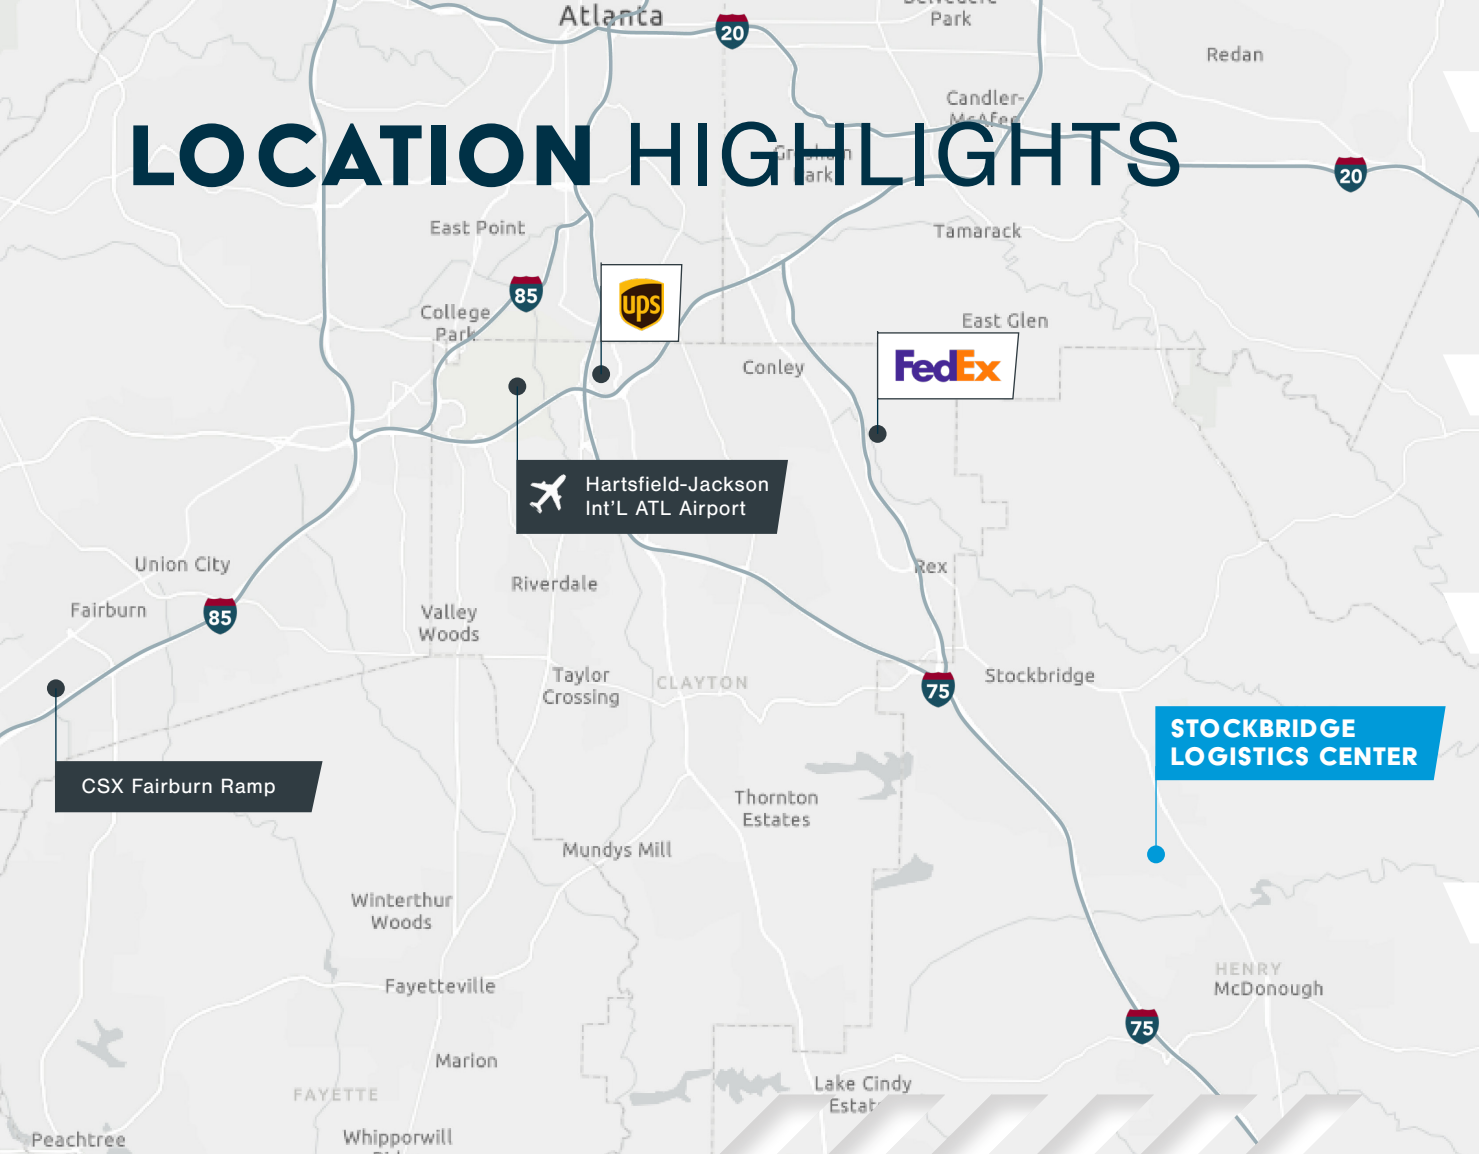 Atlanta
20
Park
Redan
Candler-
McAfee
LOCATION HIGHLIGHTS
Gresham
Park
20
East Point
Tamarack
85
ups
College
Park
East Glen
Conley
FedEx
Hartsfield-Jackson
Int'L ATL Airport
Union City
Rex
Riverdale
Fairburn
85
Valley
Woods
Taylor
Crossing
CLAYTON
75
Stockbridge
STOCKBRIDGE
LOGISTICS CENTER
CSX Fairburn Ramp
Thornton
Estates
Mundys Mill
Winterthur
Woods
Fayetteville
HENRY
McDonough
75
Marion
Lake Cindy
FAYETTE
Peachtree
Whipporwill